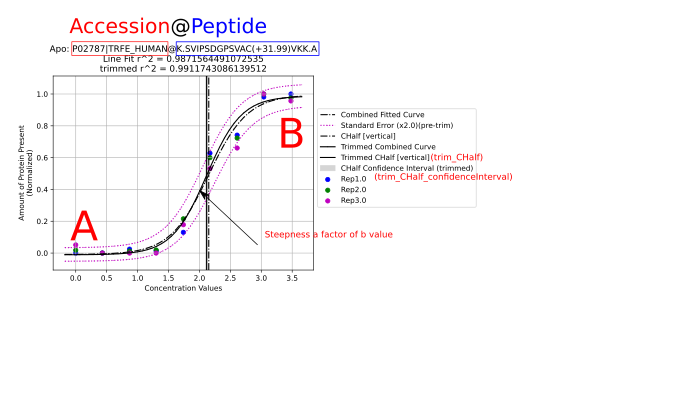 Accession@Peptide
Apo: P02787|TRFE_HUMAN@K.SVIPSDGPSVAC(+31.99)VKK.A
Line Fit r^2 = 0.9871564491072535
trimmed r^2 = 0.9911743086139512
Amount of Protein Present
(Normalized)
1.0
0.8
0.6
0.4
0.2
0.0
A
B
0.0 0.5 1.0 1.5 2.0 2.5 3.0 3.5
Concentration Values
Steepness a factor of b value
Combined Fitted Curve
Standard Error (x2.0)(pre-trim)
CHalf [vertical]
Trimmed Combined Curve
Trimmed CHalf [vertical] (trim_CHalf)
CHalf Confidence Interval (trimmed)
(trim_CHalf_confidenceInterval)
Rep1.0
Rep2.0
Rep3.0